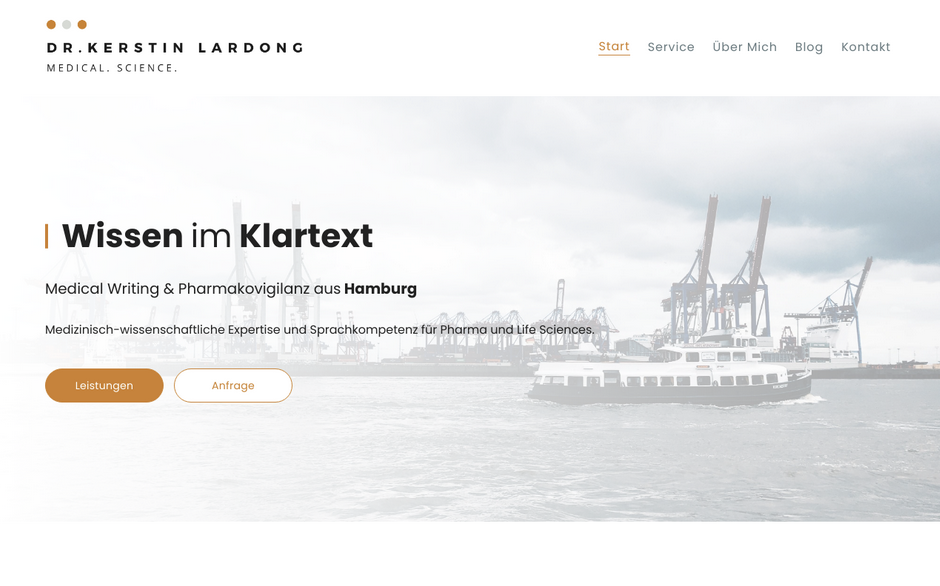 DR.KERSTIN LARDONG
MEDICAL. SCIENCE.
Start Service Über Mich Blog Kontakt
Wissen im Klartext
Medical Writing & Pharmakovigilanz aus Hamburg
Medizinisch-wissenschaftliche Expertise und Sprachkompetenz für Pharma und Life Sciences.
Leistungen Anfrage